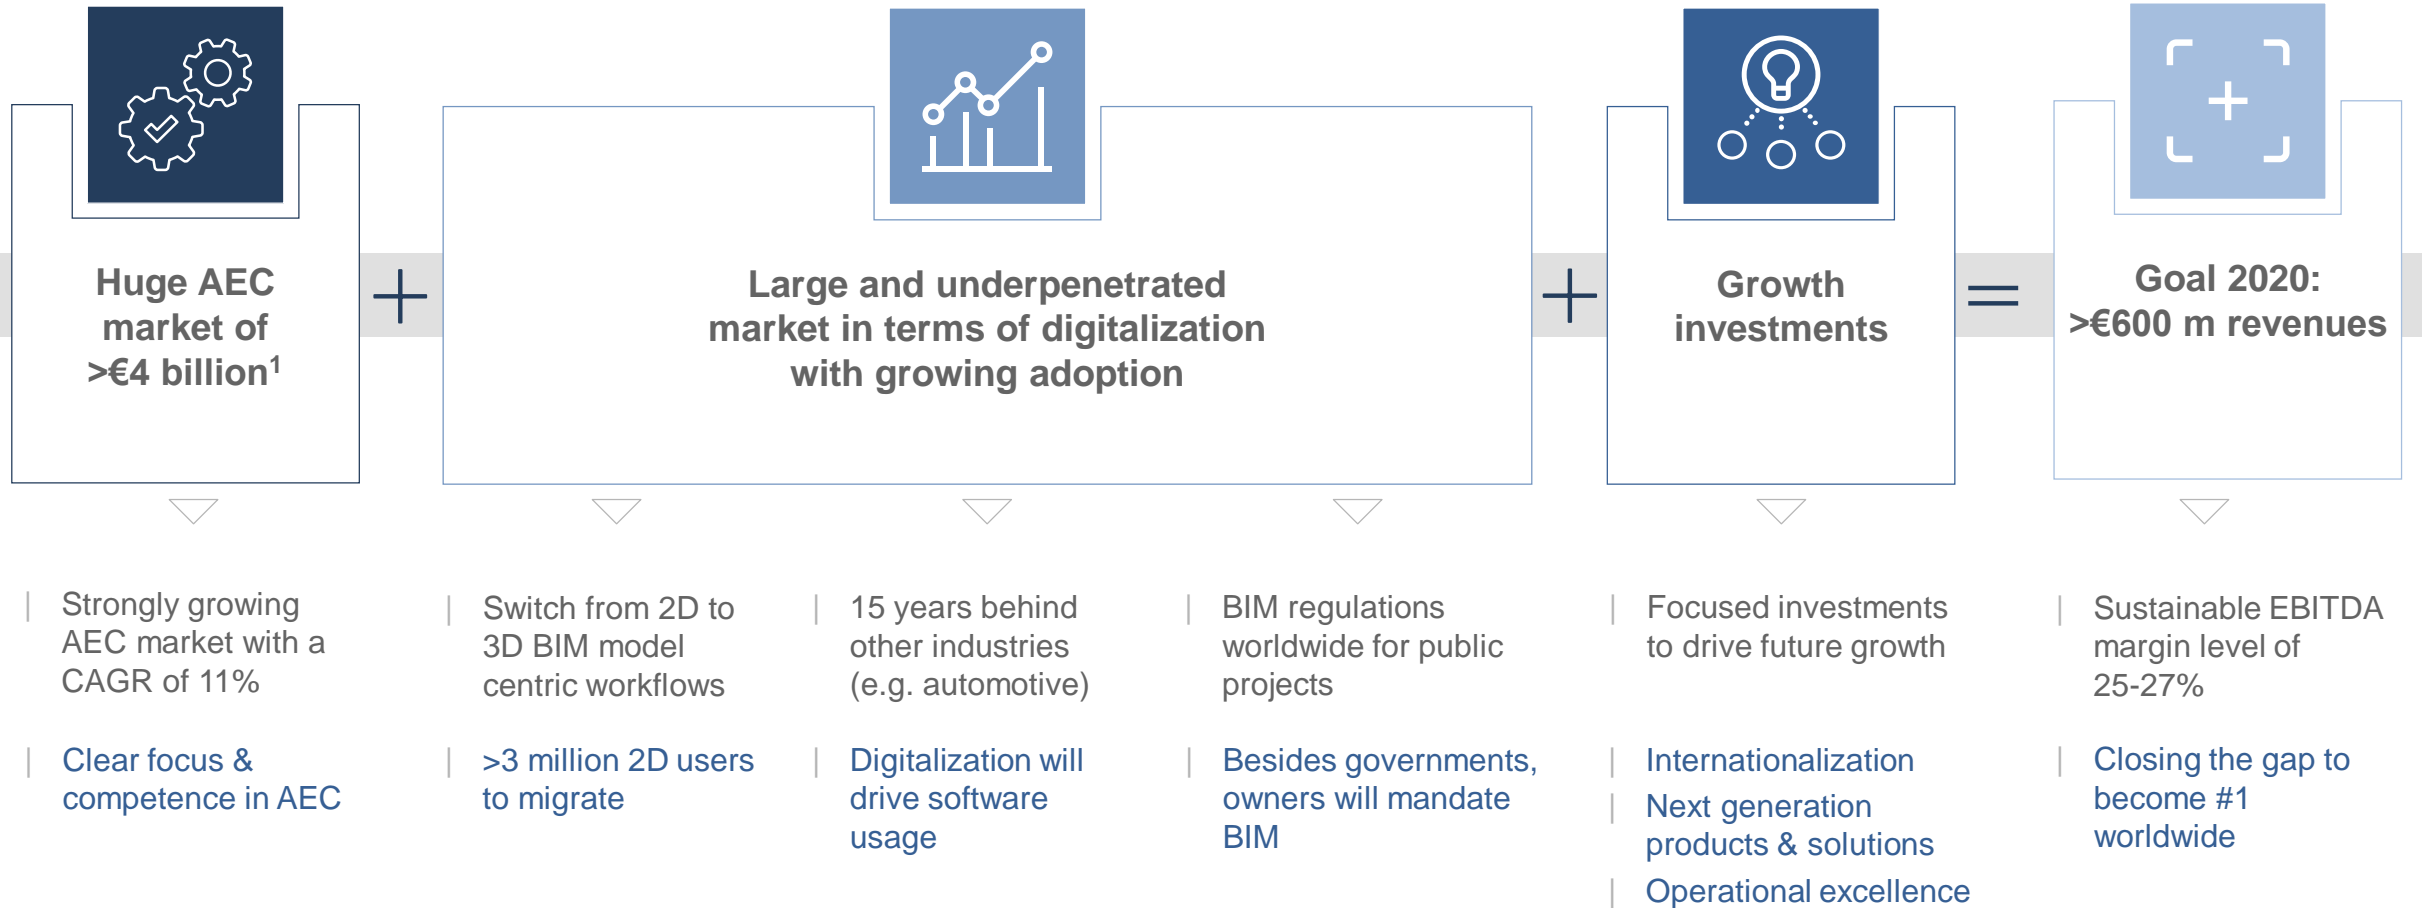 Huge AEC
market of
>€4 billion¹
+
Large and underpenetrated
market in terms of digitalization
with growing adoption
+
Growth
investments
=
Goal 2020:
>€600 m revenues
| Strongly growing
AEC market with a
CAGR of 11%
| Clear focus &
competence in AEC
| Switch from 2D to
3D BIM model
centric workflows
| >3 million 2D users
to migrate
| 15 years behind
other industries
(e.g. automotive)
| Digitalization will
drive software
usage
| BIM regulations
worldwide for public
projects
| Besides governments,
owners will mandate
BIM
| Focused investments
to drive future growth
| Internationalization
| Next generation
products & solutions
| Operational excellence
| Sustainable EBITDA
margin level of
25-27%
| Closing the gap to
become #1
worldwide